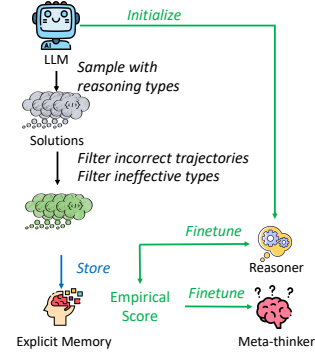 Initialize
AI
LLM
Sample with
reasoning types
Solutions
Filter incorrect trajectories
Filter ineffective types
Finetune
Store
Reasoner
Empirical
Score
Finetune
? ? ?
Explicit Memory
Meta-thinker